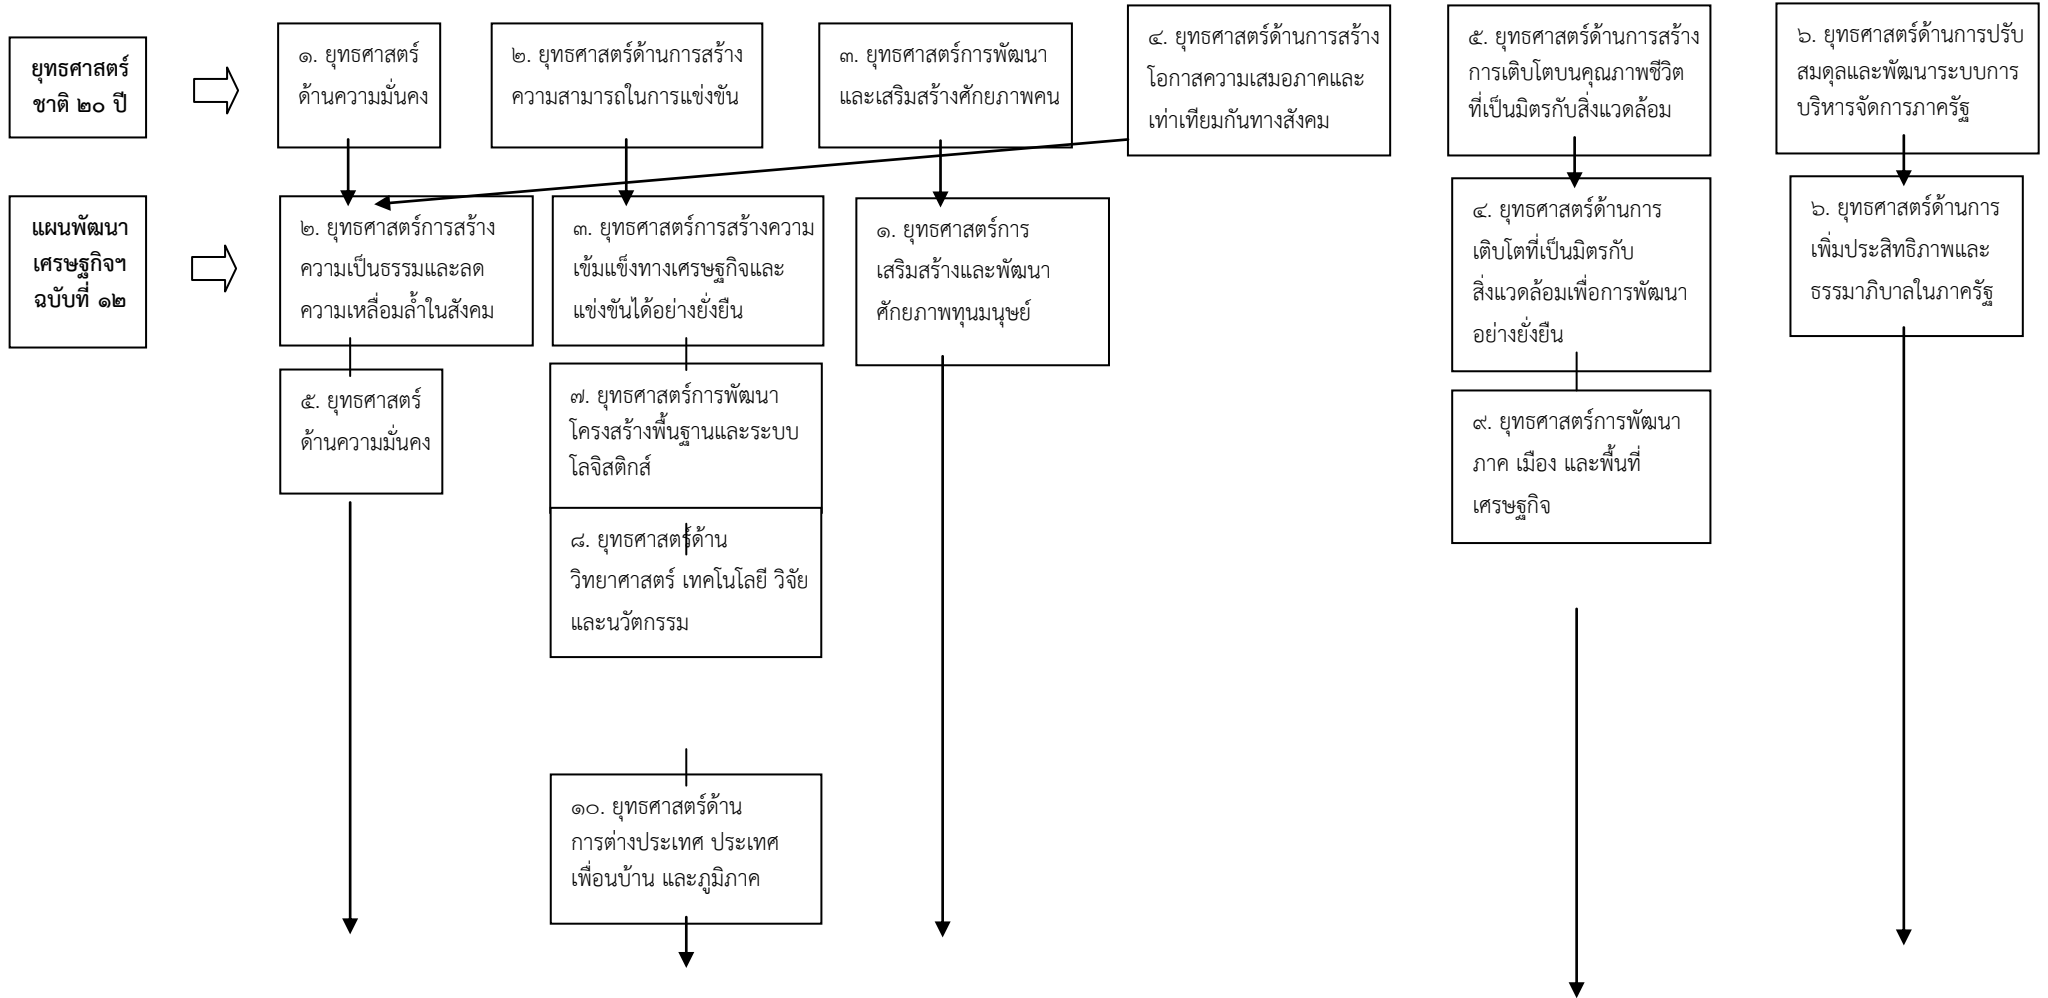 ยุทธศาสตร์
ชาติ ๒๐ ปี
๑. ยุทธศาสตร์
ด้านความมั่นคง
๒. ยุทธศาสตร์ด้านการสร้าง
ความสามารถในการแข่งขัน
๓. ยุทธศาสตร์การพัฒนา
และเสริมสร้างศักยภาพคน
๔. ยุทธศาสตร์ด้านการสร้าง
โอกาสความเสมอภาคและ
เท่าเทียมกันทางสังคม
๕. ยุทธศาสตร์ด้านการสร้าง
การเติบโตบนคุณภาพชีวิต
ที่เป็นมิตรกับสิ่งแวดล้อม
๖. ยุทธศาสตร์ด้านการปรับ
สมดุลและพัฒนาระบบการ
บริหารจัดการภาครัฐ
แผนพัฒนา
เศรษฐกิจฯ
ฉบับที่ ๑๒
๒. ยุทธศาสตร์การสร้าง
ความเป็นธรรมและลด
ความเหลื่อมล้ำในสังคม
๓. ยุทธศาสตร์การสร้างความ
เข้มแข็งทางเศรษฐกิจและ
แข่งขันได้อย่างยั่งยืน
๑. ยุทธศาสตร์การ
เสริมสร้างและพัฒนา
ศักยภาพทุนมนุษย์
๔. ยุทธศาสตร์ด้านการ
เติบโตที่เป็นมิตรกับ
สิ่งแวดล้อมเพื่อการพัฒนา
อย่างยั่งยืน
๖. ยุทธศาสตร์ด้านการ
เพิ่มประสิทธิภาพและ
ธรรมาภิบาลในภาครัฐ
๕. ยุทธศาสตร์
ด้านความมั่นคง
๗. ยุทธศาสตร์การพัฒนา
โครงสร้างพื้นฐานและระบบ
โลจิสติกส์
๙. ยุทธศาสตร์การพัฒนา
ภาค เมือง และพื้นที่
เศรษฐกิจ
๘. ยุทธศาสตร์ด้าน
วิทยาศาสตร์ เทคโนโลยี วิจัย
และนวัตกรรม
๑๐. ยุทธศาสตร์ด้าน
การต่างประเทศ ประเทศ
เพื่อนบ้าน และภูมิภาค